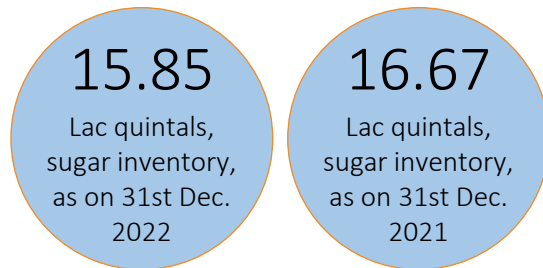 15.85
Lac quintals,
sugar inventory,
as on 31st Dec.
2022
16.67
Lac quintals,
sugar inventory,
as on 31st Dec.
2021